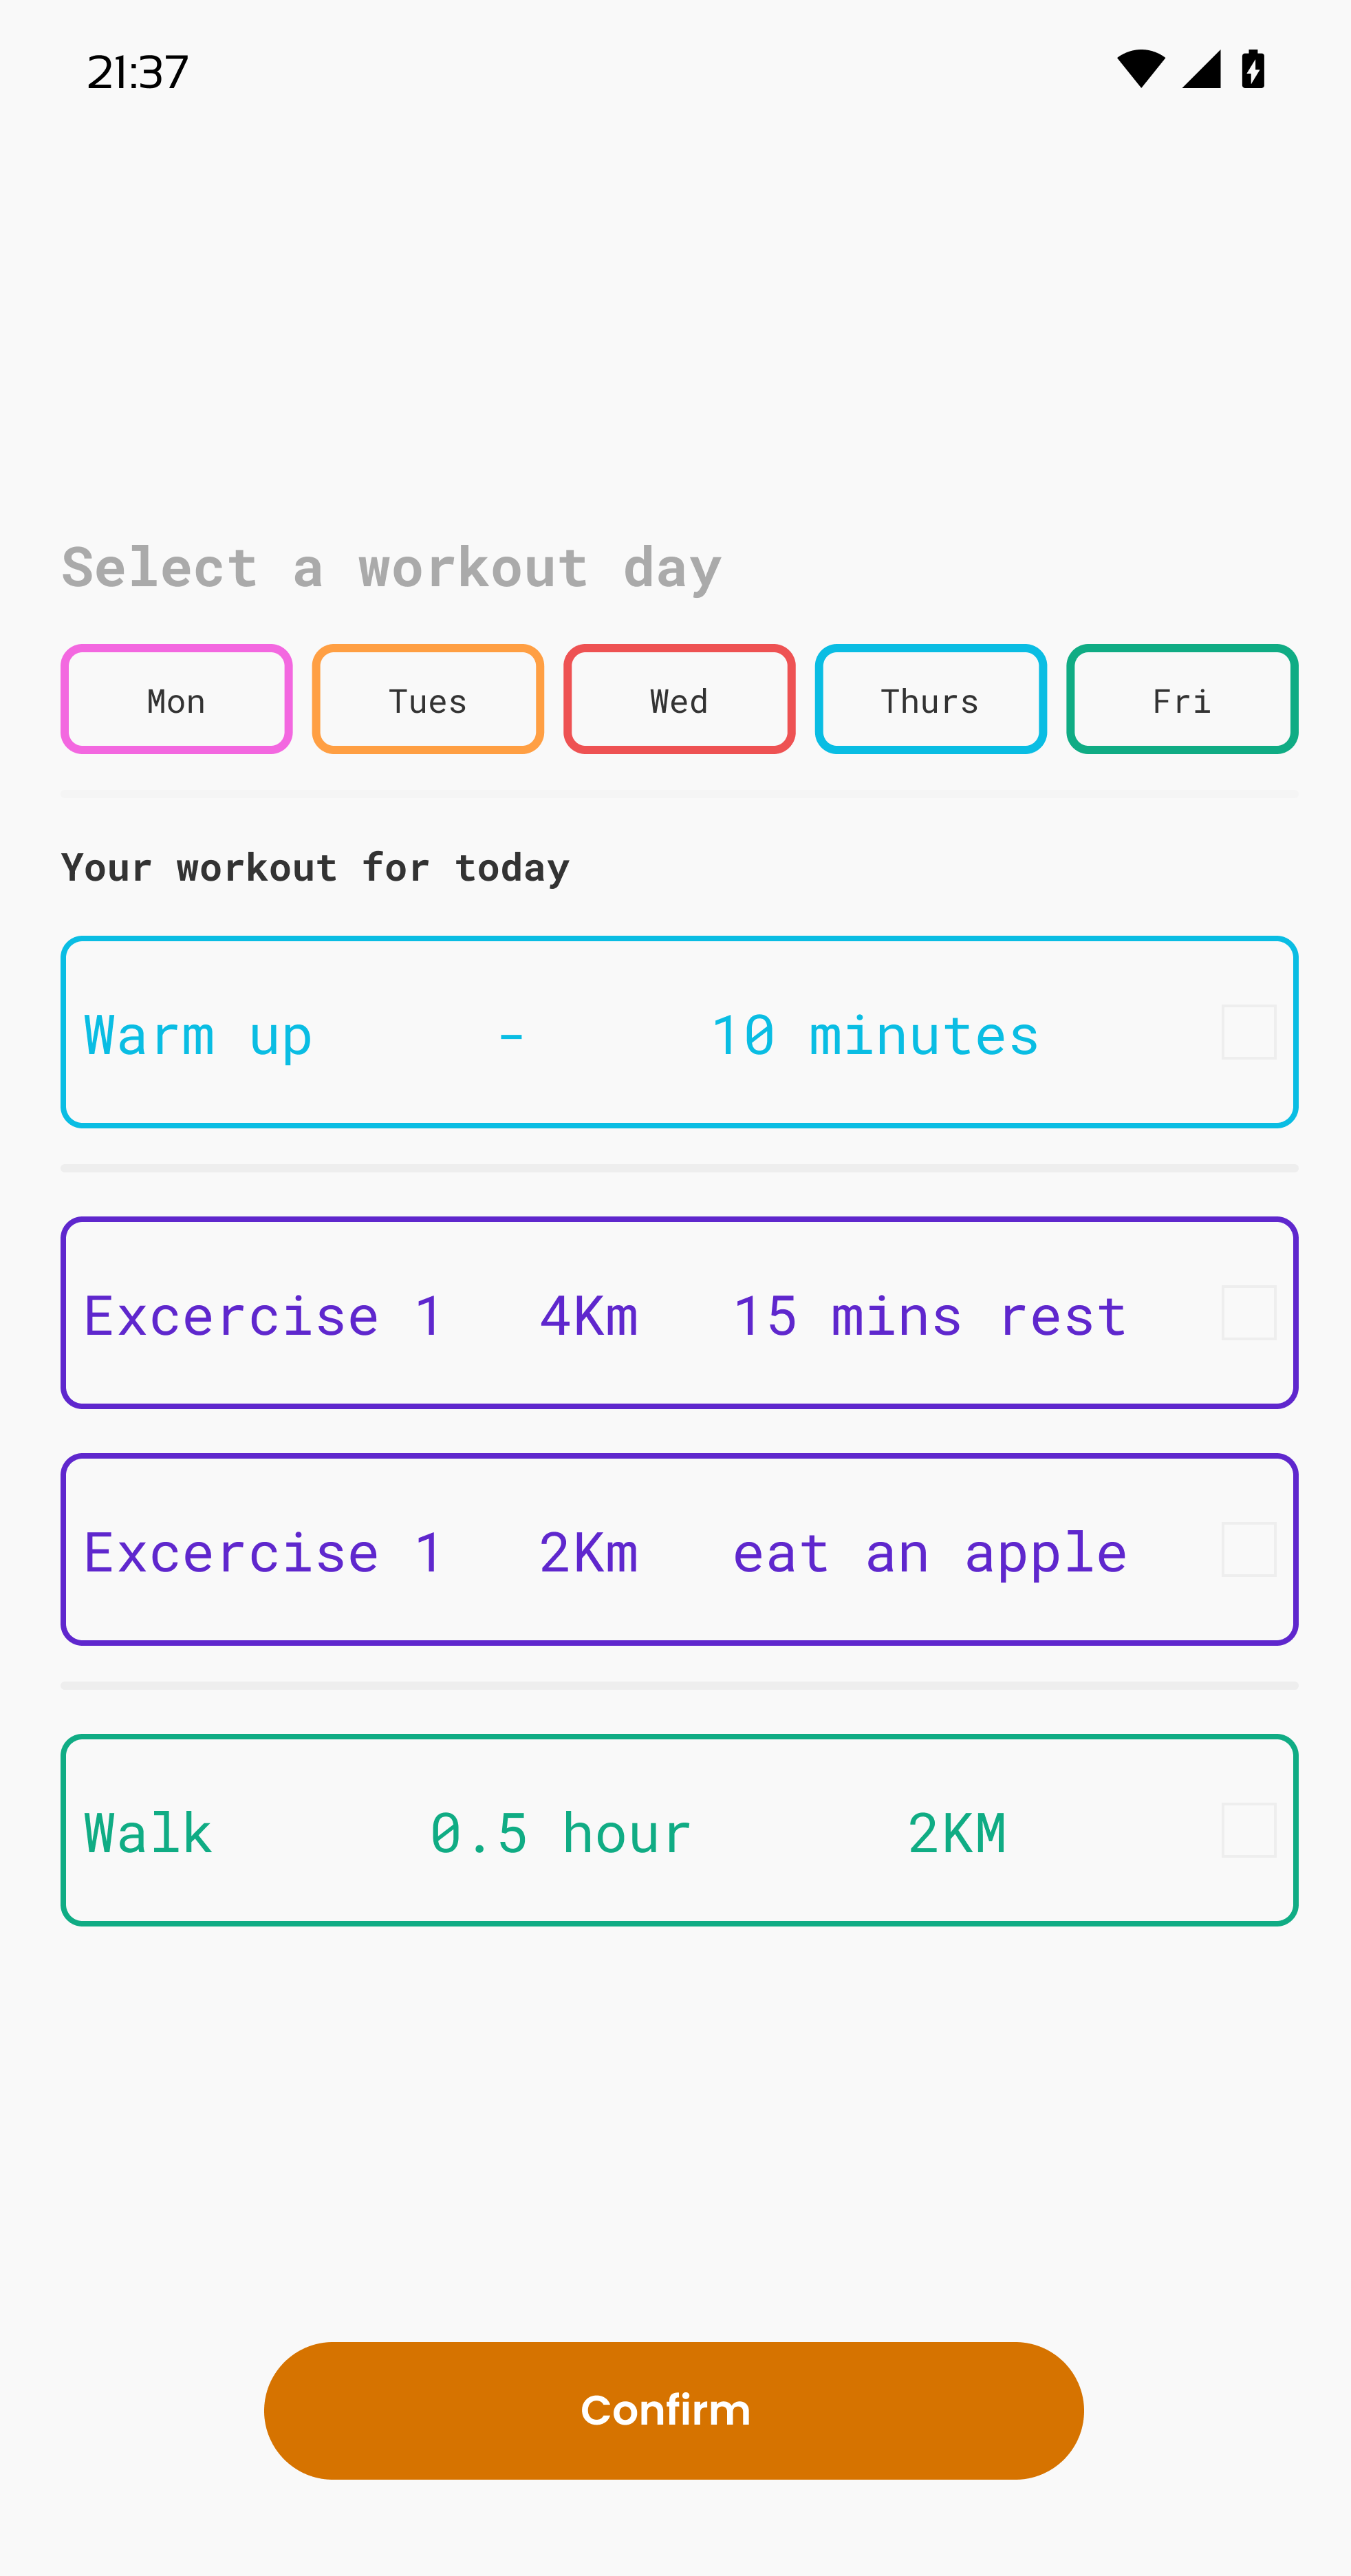 21:37
Select a workout day
Mon Tues Wed Thurs Fri
Your workout for today
Warm up - 10 minutes
Excercise 1 4Km 15 mins rest
Excercise 1 2Km eat an apple
Walk 0.5 hour 2KM
Confirm